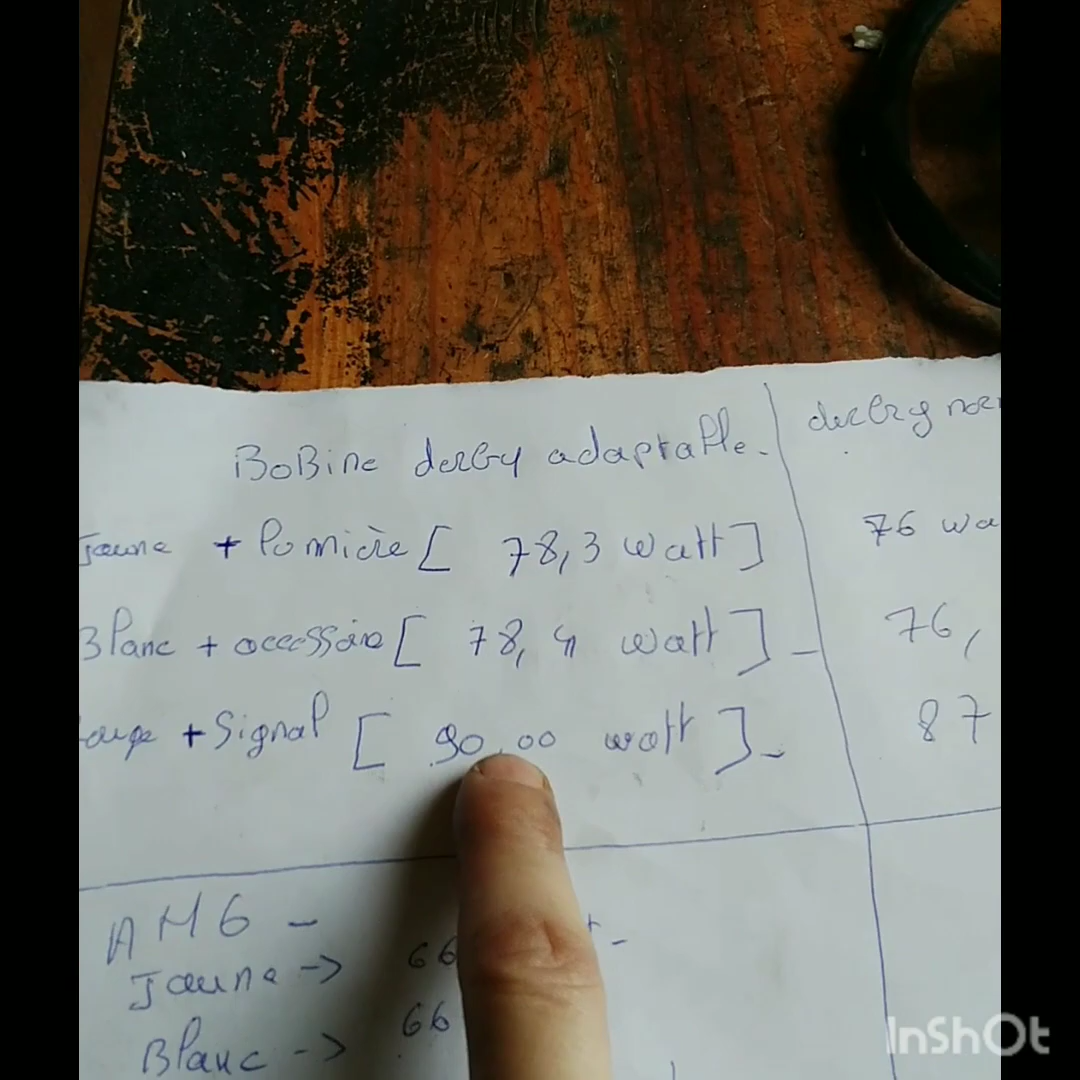 BoBine derby adaptable.
derby nor
Jaune + lumière [ 78,3 watt ]
76 wa
Blanc + accessoire [ 78,4 watt ] -
76,
+ Signal [ 90,00 watt ] -
87
AM6 -
Jaune -> 66
Blanc -> 66
InShOt